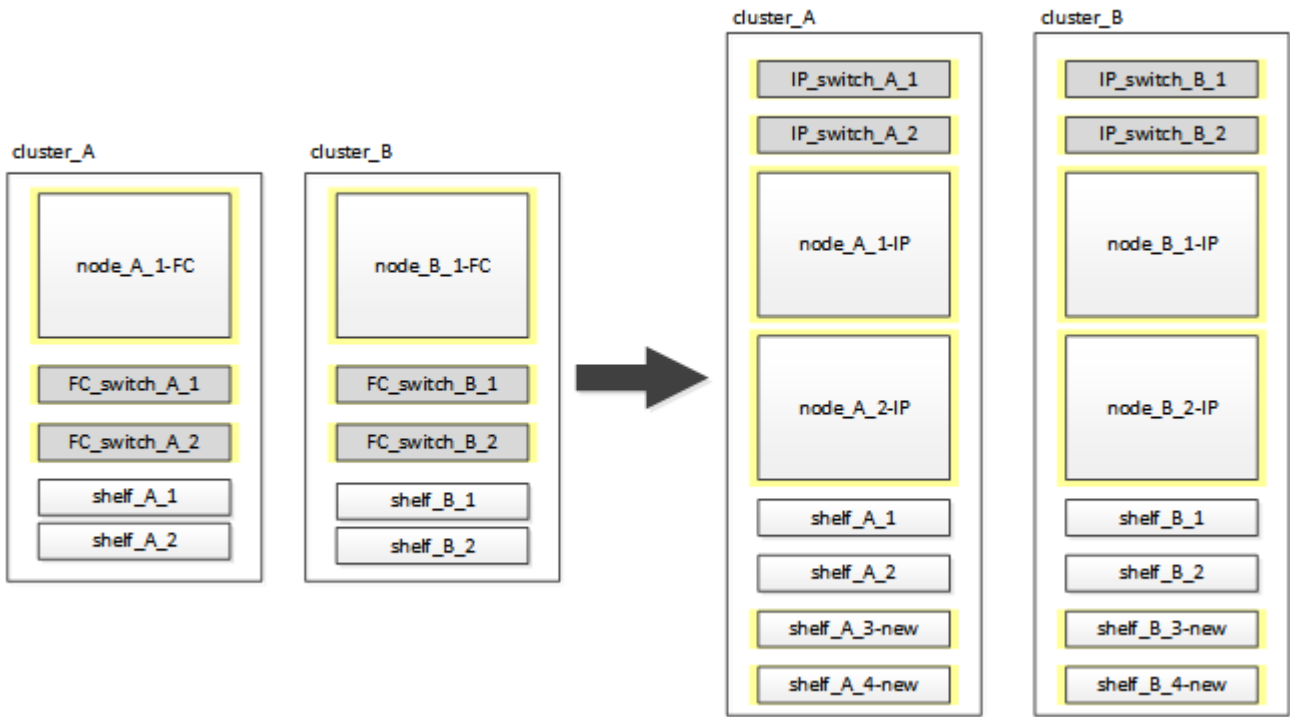 cluster_A
node_A_1-FC
FC_switch_A_1
FC_switch_A_2
shelf_A_1
shelf_A_2
cluster_B
node_B_1-FC
FC_switch_B_1
FC_switch_B_2
shelf_B_1
shelf_B_2
cluster_A
IP_switch_A_1
IP_switch_A_2
node_A_1-IP
node_A_2-IP
shelf_A_1
shelf_A_2
shelf_A_3-new
shelf_A_4-new
cluster_B
IP_switch_B_1
IP_switch_B_2
node_B_1-IP
node_B_2-IP
shelf_B_1
shelf_B_2
shelf_B_3-new
shelf_B_4-new